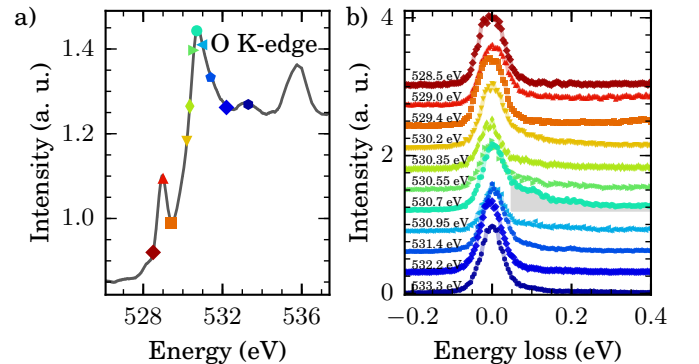 a)
O K-edge
Intensity (a. u.)
1.4
1.2
1.0
528
532
536
Energy (eV)
b)
Intensity (a. u.)
4
2
0
528.5 eV
529.0 eV
529.4 eV
530.2 eV
530.35 eV
530.55 eV
530.7 eV
530.95 eV
531.4 eV
532.2 eV
533.3 eV
−0.2
0.0
0.2
0.4
Energy loss (eV)